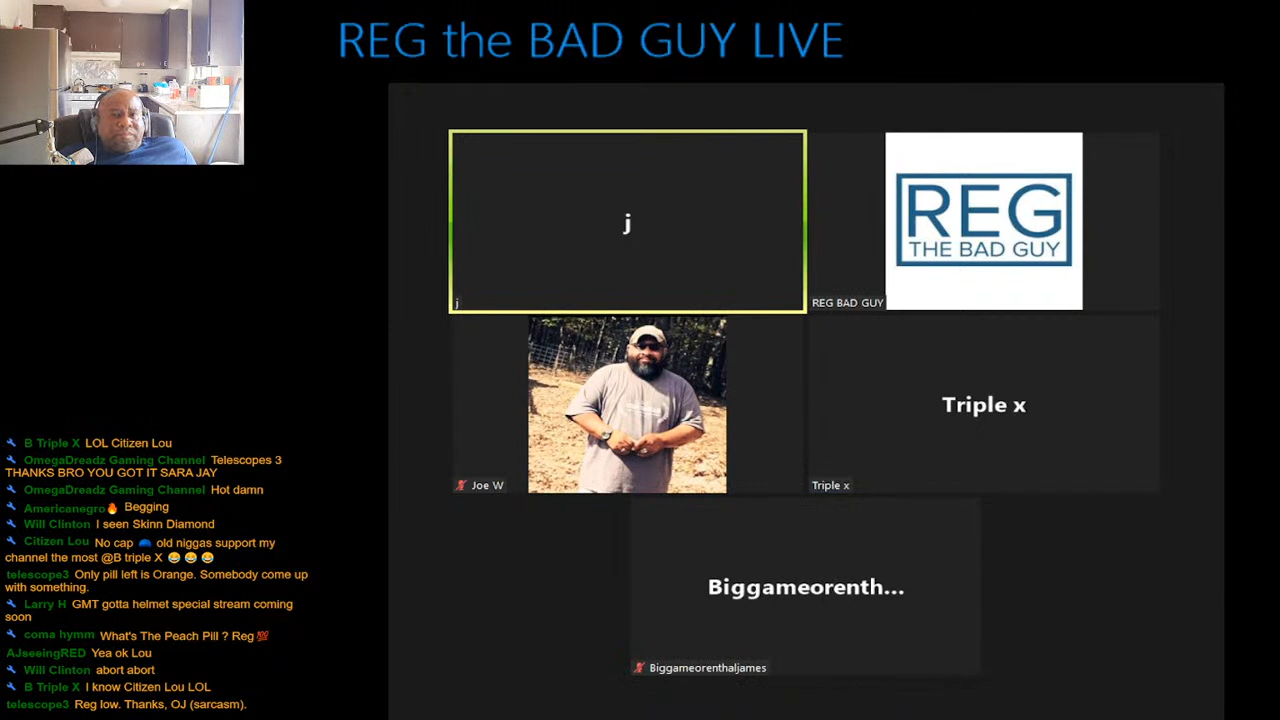 REG the BAD GUY LIVE
j
j
REG
THE BAD GUY
REG BAD GUY
Joe W
Triple x
Triple x
Biggameorenth...
Biggameorenthaljames
B Triple X LOL Citizen Lou
OmegaDreadz Gaming Channel Telescopes 3
THANKS BRO YOU GOT IT SARA JAY
OmegaDreadz Gaming Channel Hot damn
Americanegro🔥 Begging
Will Clinton I seen Skinn Diamond
Citizen Lou No cap 🧢 old niggas support my
channel the most @B triple X 😂 😂 😂
telescope3 Only pill left is Orange. Somebody come up
with something.
Larry H GMT gotta helmet special stream coming
soon
coma hymm What's The Peach Pill ? Reg 💯
AJseeingRED Yea ok Lou
Will Clinton abort abort
B Triple X I know Citizen Lou LOL
telescope3 Reg low. Thanks, OJ (sarcasm).